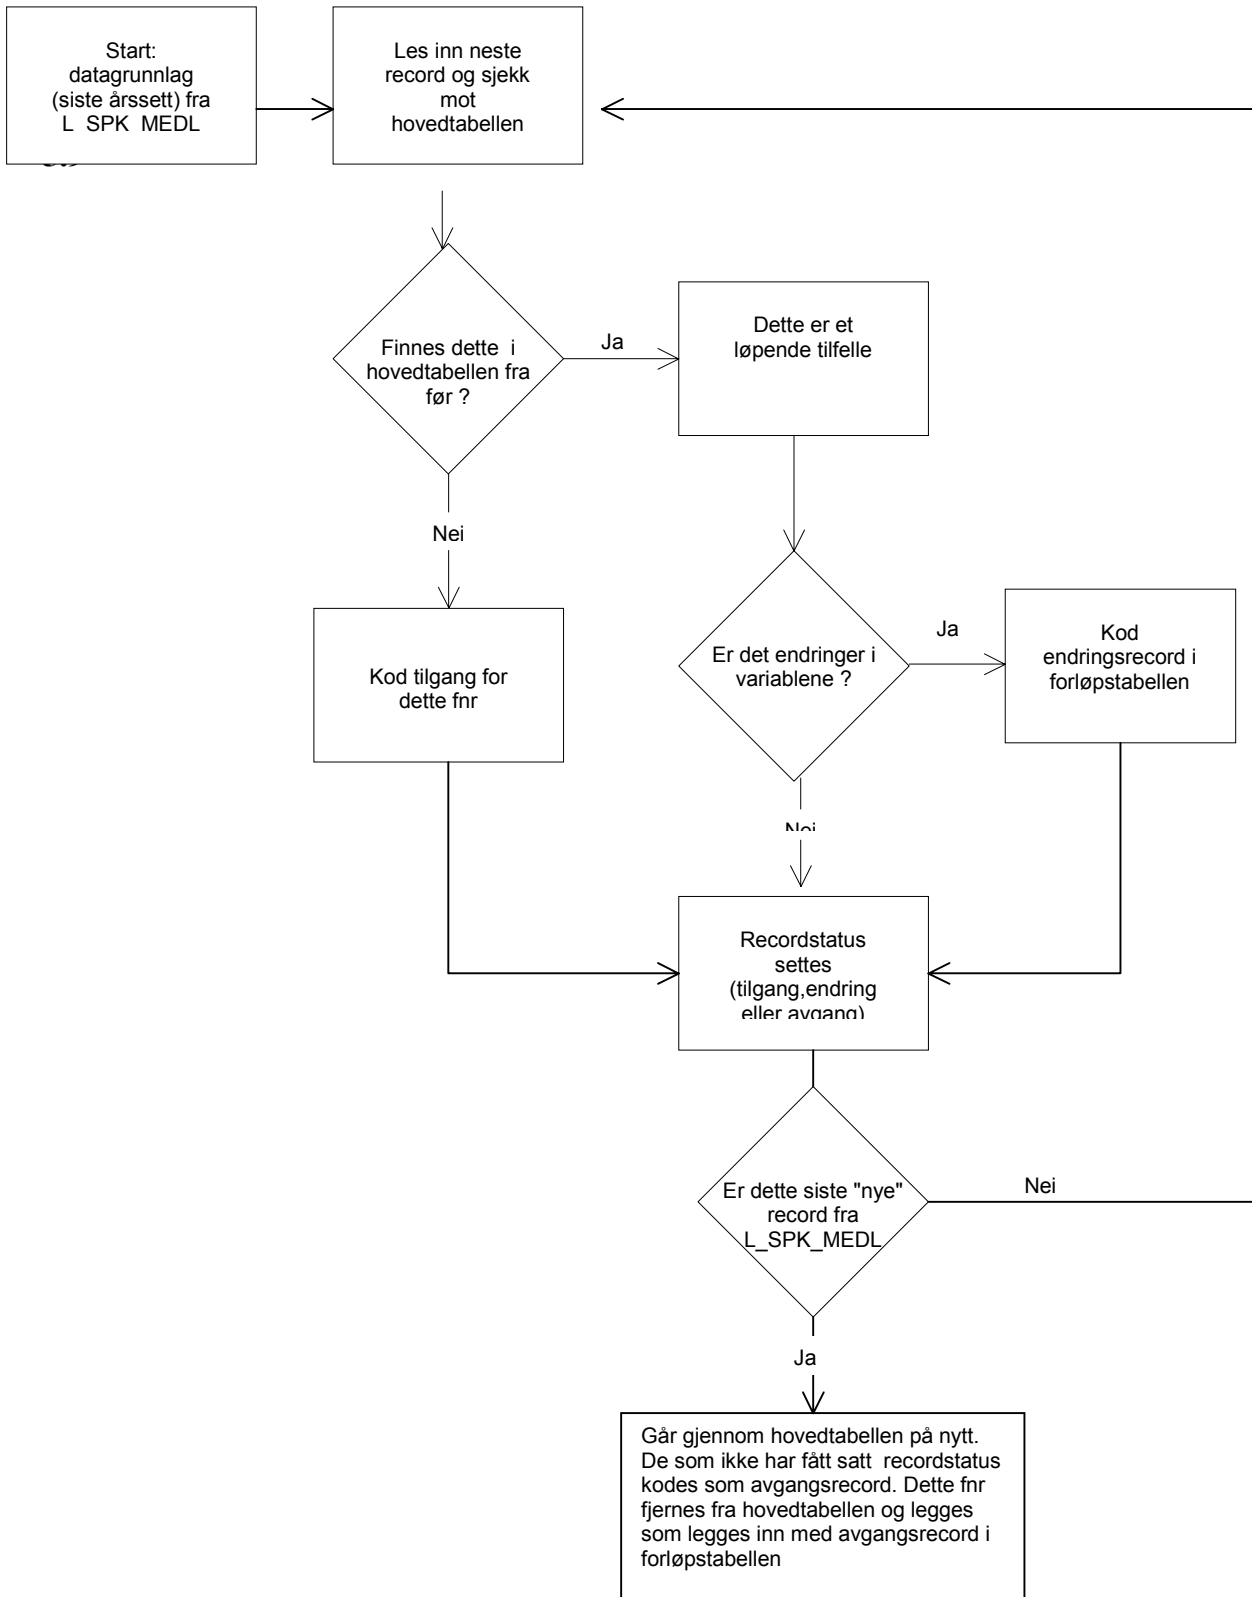 Start:
datagrunnlag
(siste årssett) fra
L_SPK_MEDL
Les inn neste
record og sjekk
mot
hovedtabellen
Finnes dette i
hovedtabellen fra
før ?
Ja
Dette er et
løpende tilfelle
Nei
Kod tilgang for
dette fnr
Er det endringer i
variablene ?
Ja
Kod
endringsrecord i
forløpstabellen
Nei
Recordstatus
settes
(tilgang,endring
eller avgang)
Er dette siste "nye"
record fra
L_SPK_MEDL
Nei
Ja
Går gjennom hovedtabellen på nytt.
De som ikke har fått satt recordstatus
kodes som avgangsrecord. Dette fnr
fjernes fra hovedtabellen og legges
som legges inn med avgangsrecord i
forløpstabellen